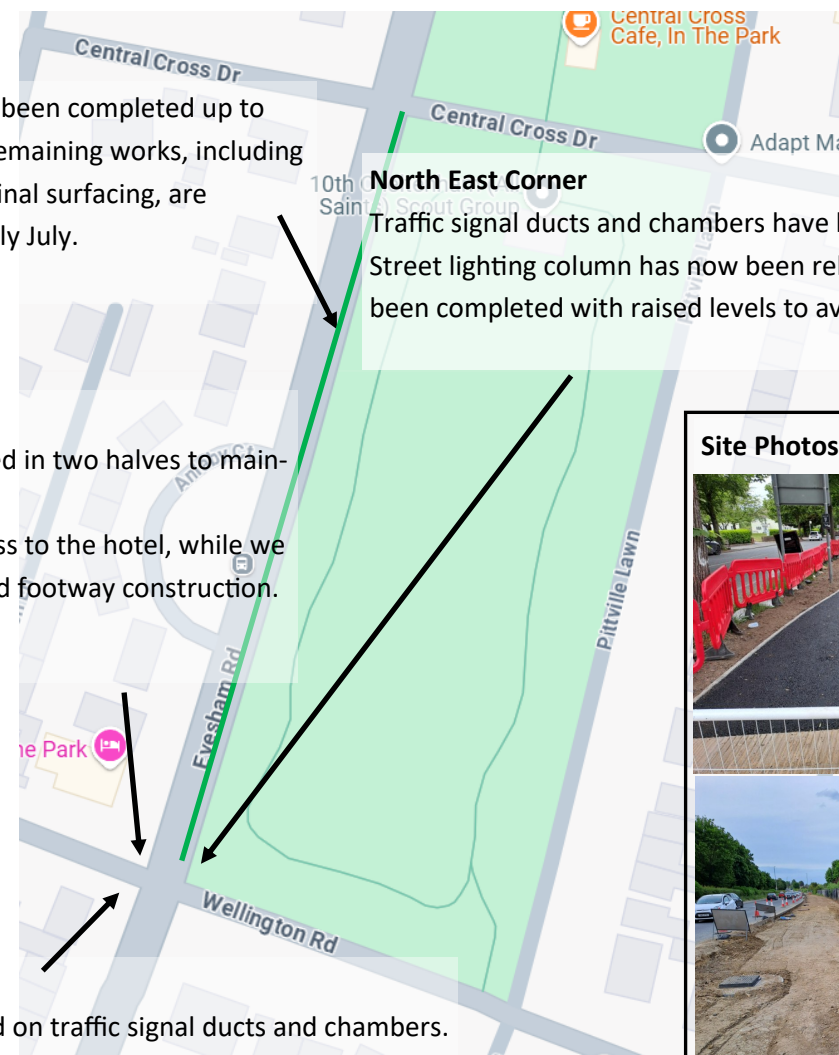 Central Cross
Cafe, In The Park
Central Cross Dr
been completed up to
emaining works, including
inal surfacing, are
ly July.
Central Cross Dr
Adapt Ma
10th
Saint) Scout Group
North East Corner
Traffic signal ducts and chambers have
Street lighting column has now been rel
been completed with raised levels to av
Pittville Lawn
ed in two halves to main-
ss to the hotel, while we
d footway construction.
Site Photos
Pittville Lawn
Evesham Rd
he Park
Wellington Rd
d on traffic signal ducts and chambers.